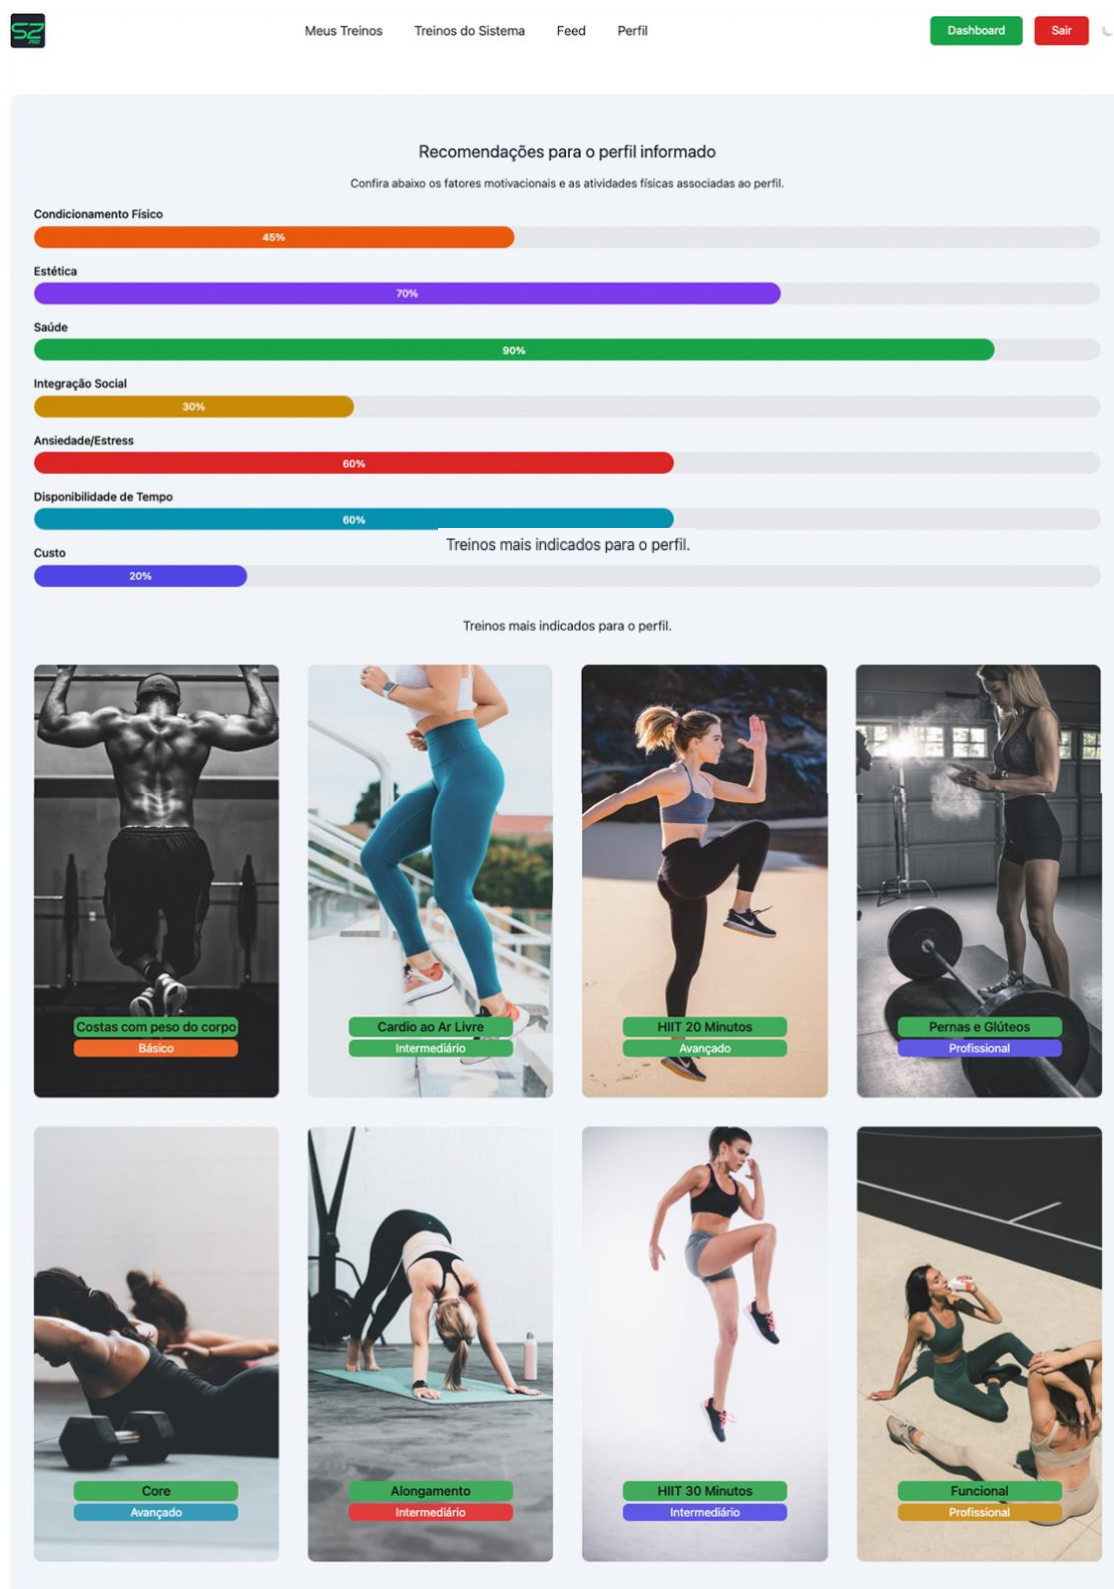 SZ
PRO
Meus Treinos Treinos do Sistema Feed Perfil Dashboard Sair
Recomendações para o perfil informado
Confira abaixo os fatores motivacionais e as atividades físicas associadas ao perfil.
Condicionamento Físico
45%
Estética
70%
Saúde
90%
Integração Social
30%
Ansiedade/Estress
60%
Disponibilidade de Tempo
60%
Treinos mais indicados para o perfil.
Custo
20%
Treinos mais indicados para o perfil.
Costas com peso do corpo
Básico
Cardio ao Ar Livre
Intermediário
HIIT 20 Minutos
Avançado
Pernas e Glúteos
Profissional
Core
Avançado
Alongamento
Intermediário
HIIT 30 Minutos
Intermediário
Funcional
Profissional